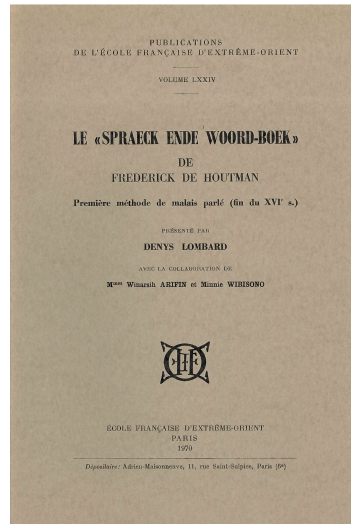 PUBLICATIONS
DE L'ÉCOLE FRANÇAISE D'EXTRÊME-ORIENT
VOLUME LXXIV
LE «SPRAECK ENDE WOORD-BOEK»
DE
FREDERICK DE HOUTMAN
Première méthode de malais parlé (fin du XVIᵉ s.)
PRÉSENTÉ PAR
DENYS LOMBARD
AVEC LA COLLABORATION DE
Mmes Winarsih ARIFIN et Minnie WIBISONO
ÉCOLE FRANÇAISE D'EXTRÊME-ORIENT
PARIS
1970
Dépositaire: Adrien-Maisonneuve, 11, rue Saint-Sulpice, Paris (6ᵉ)